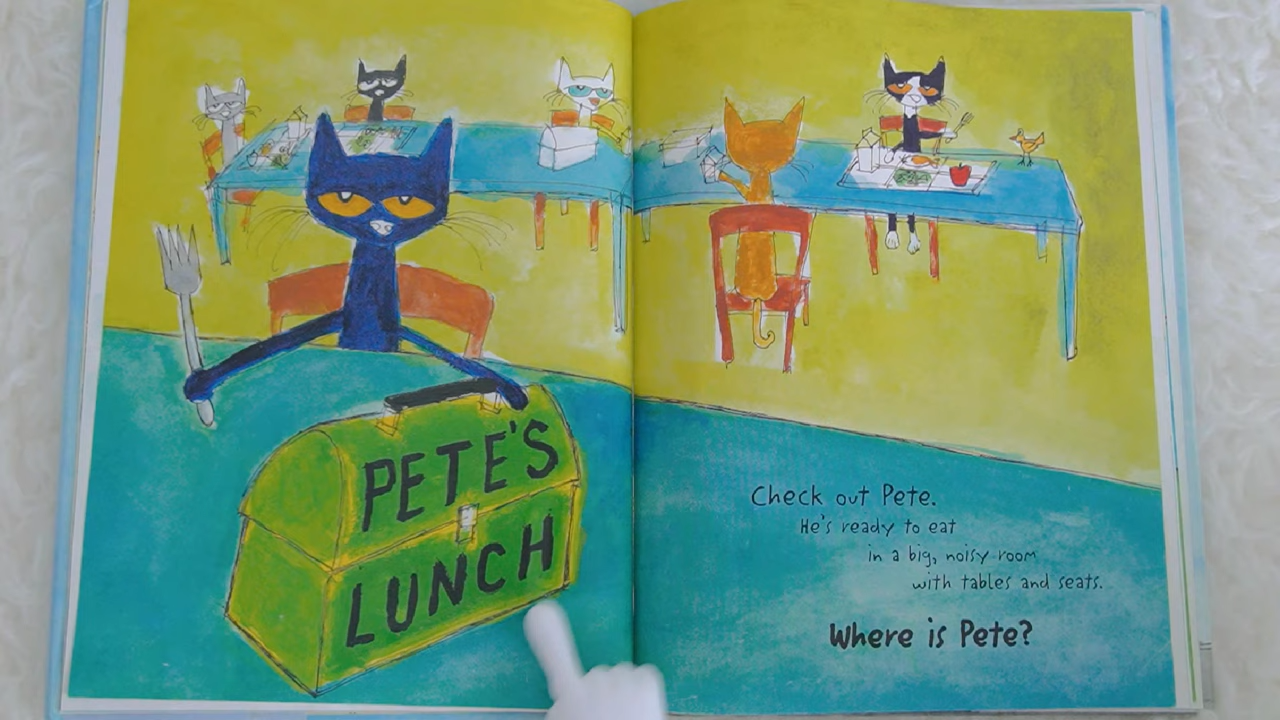 PETE'S
LUNCH
Check out Pete.
He's ready to eat
in a big, noisy room
with tables and seats.
Where is Pete?